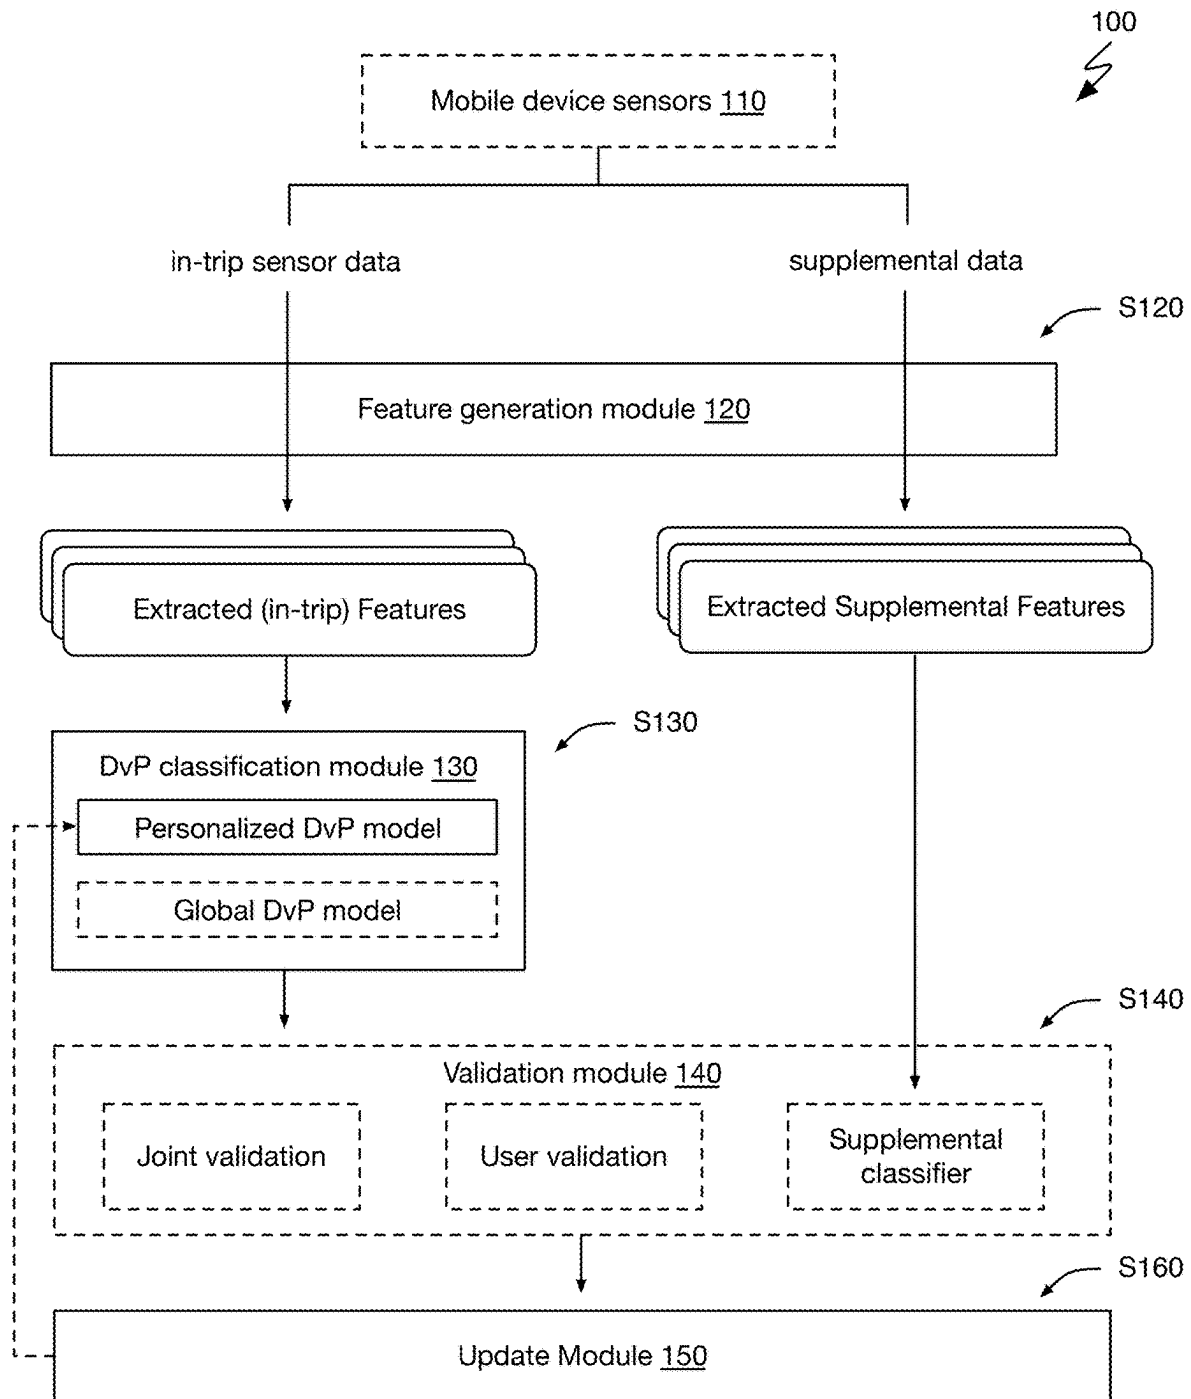 100
Mobile device sensors 110
in-trip sensor data
supplemental data
S120
Feature generation module 120
Extracted (in-trip) Features
Extracted Supplemental Features
S130
DvP classification module 130
Personalized DvP model
Global DvP model
S140
Validation module 140
Joint validation
User validation
Supplemental
classifier
S160
Update Module 150